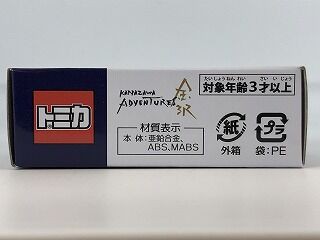 トミカ
KANAZAWA
ADVENTURES
金沢
たいしょうねんれい さい いじょう
対象年齢3才以上
材質表示
本体:亜鉛合金、
ABS、MABS
紙
外箱
プラ
袋:PE